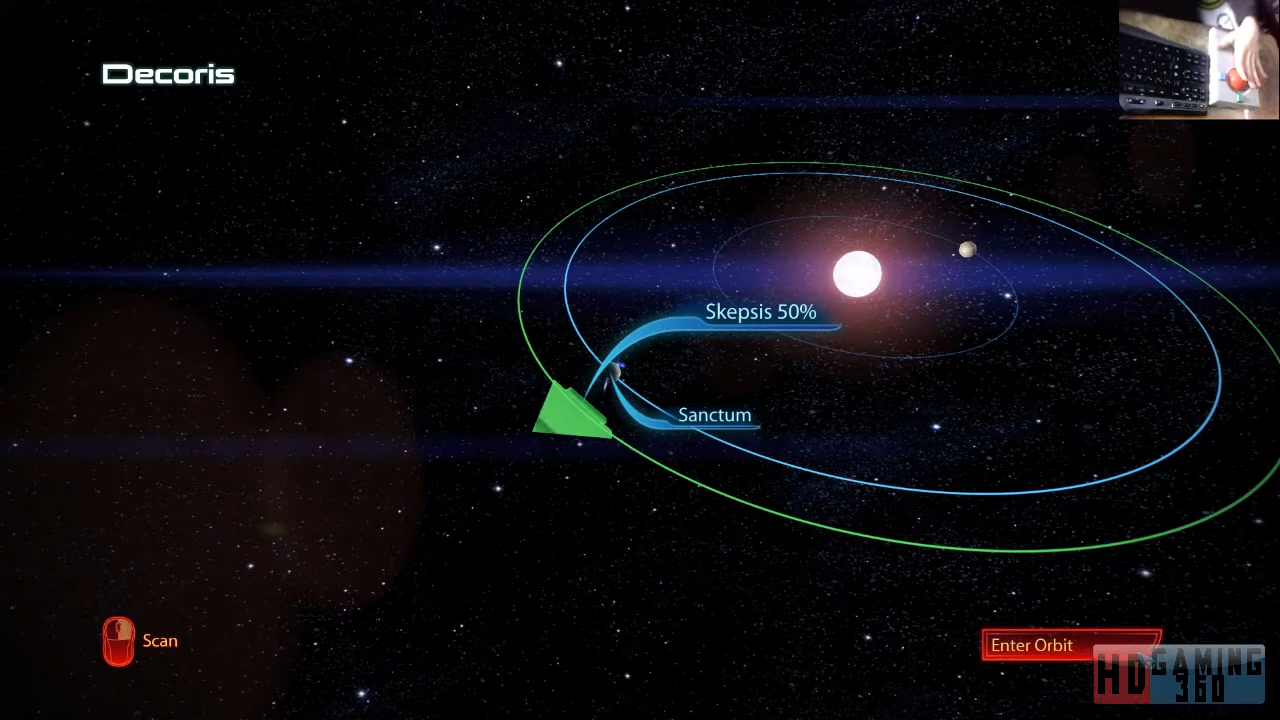 Decoris
Skepsis 50%
Sanctum
Scan
Enter Orbit
HD GAMING
360